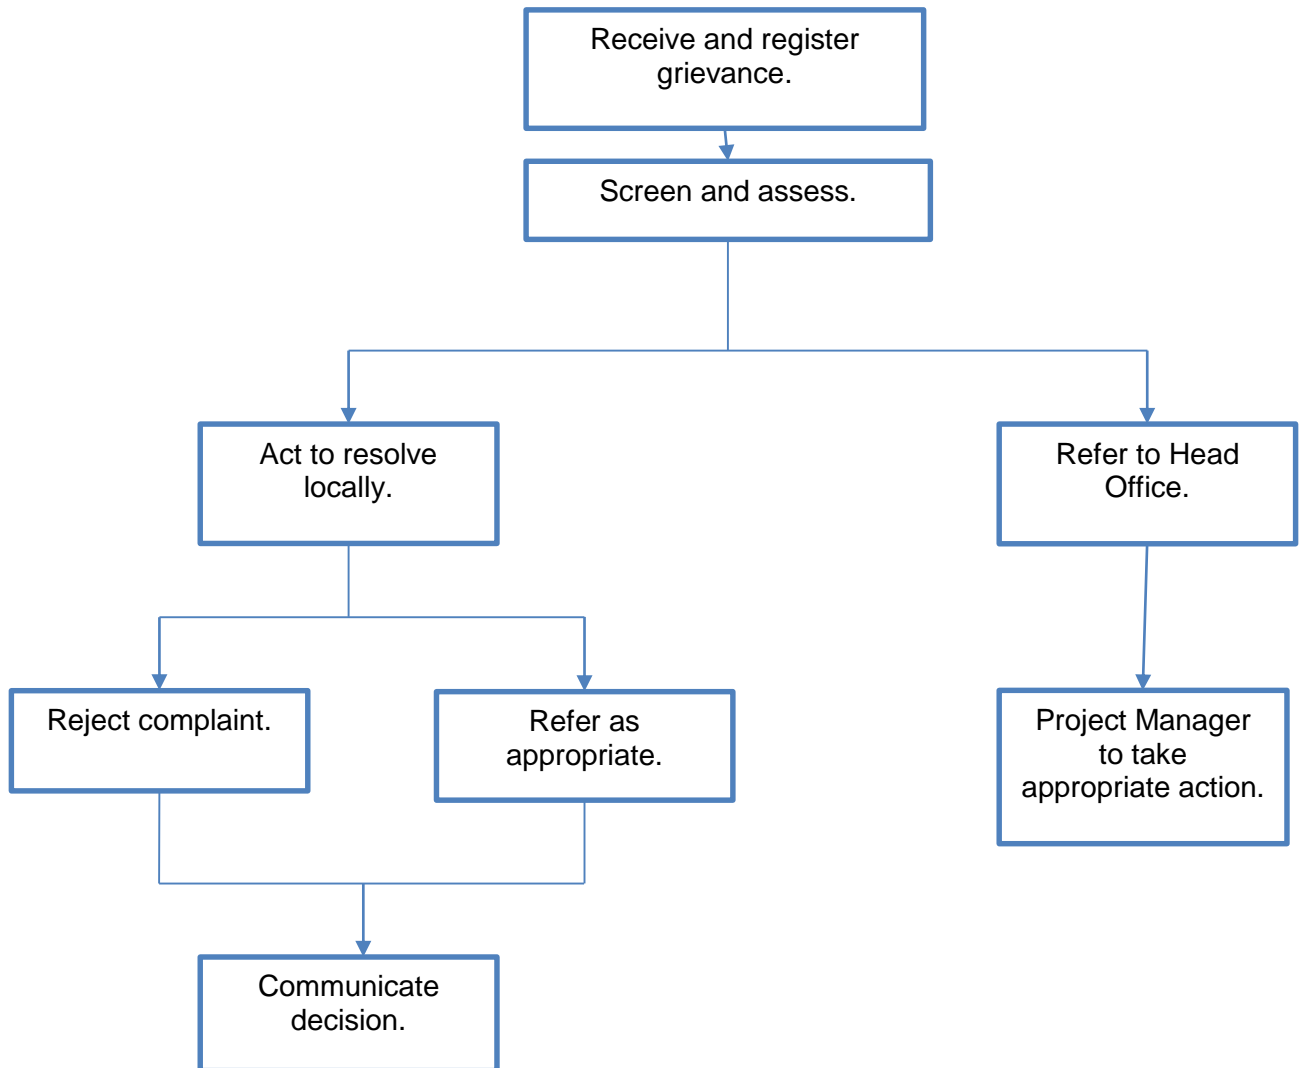 Receive and register
grievance.
Screen and assess.
Act to resolve
locally.
Refer to Head
Office.
Reject complaint.
Refer as
appropriate.
Project Manager
to take
appropriate action.
Communicate
decision.